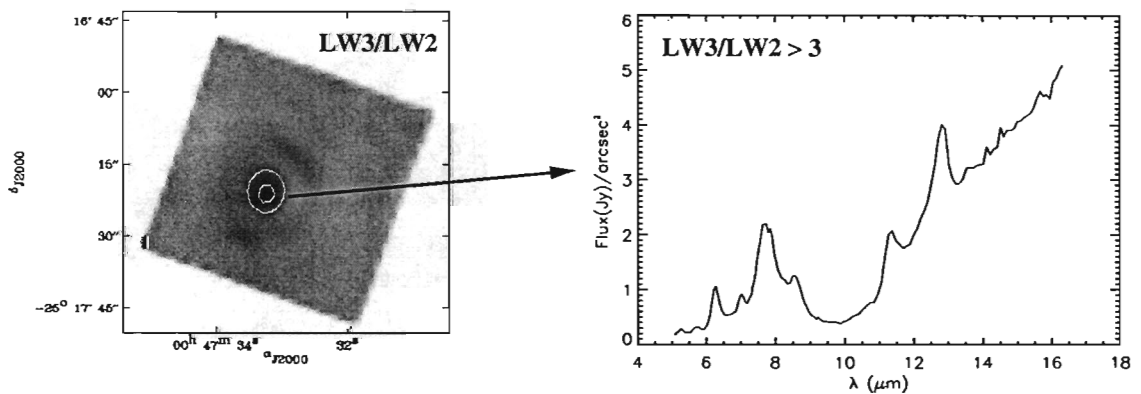 LW3/LW2
16' 45"
00"
15"
30"
-25° 17' 45"
δJ2000
00h 47m 34s
32s
αJ2000
LW3/LW2 > 3
Flux(Jy)/arcsec²
6
5
4
3
2
1
0
4 6 8 10 12 14 16 18
λ (μm)